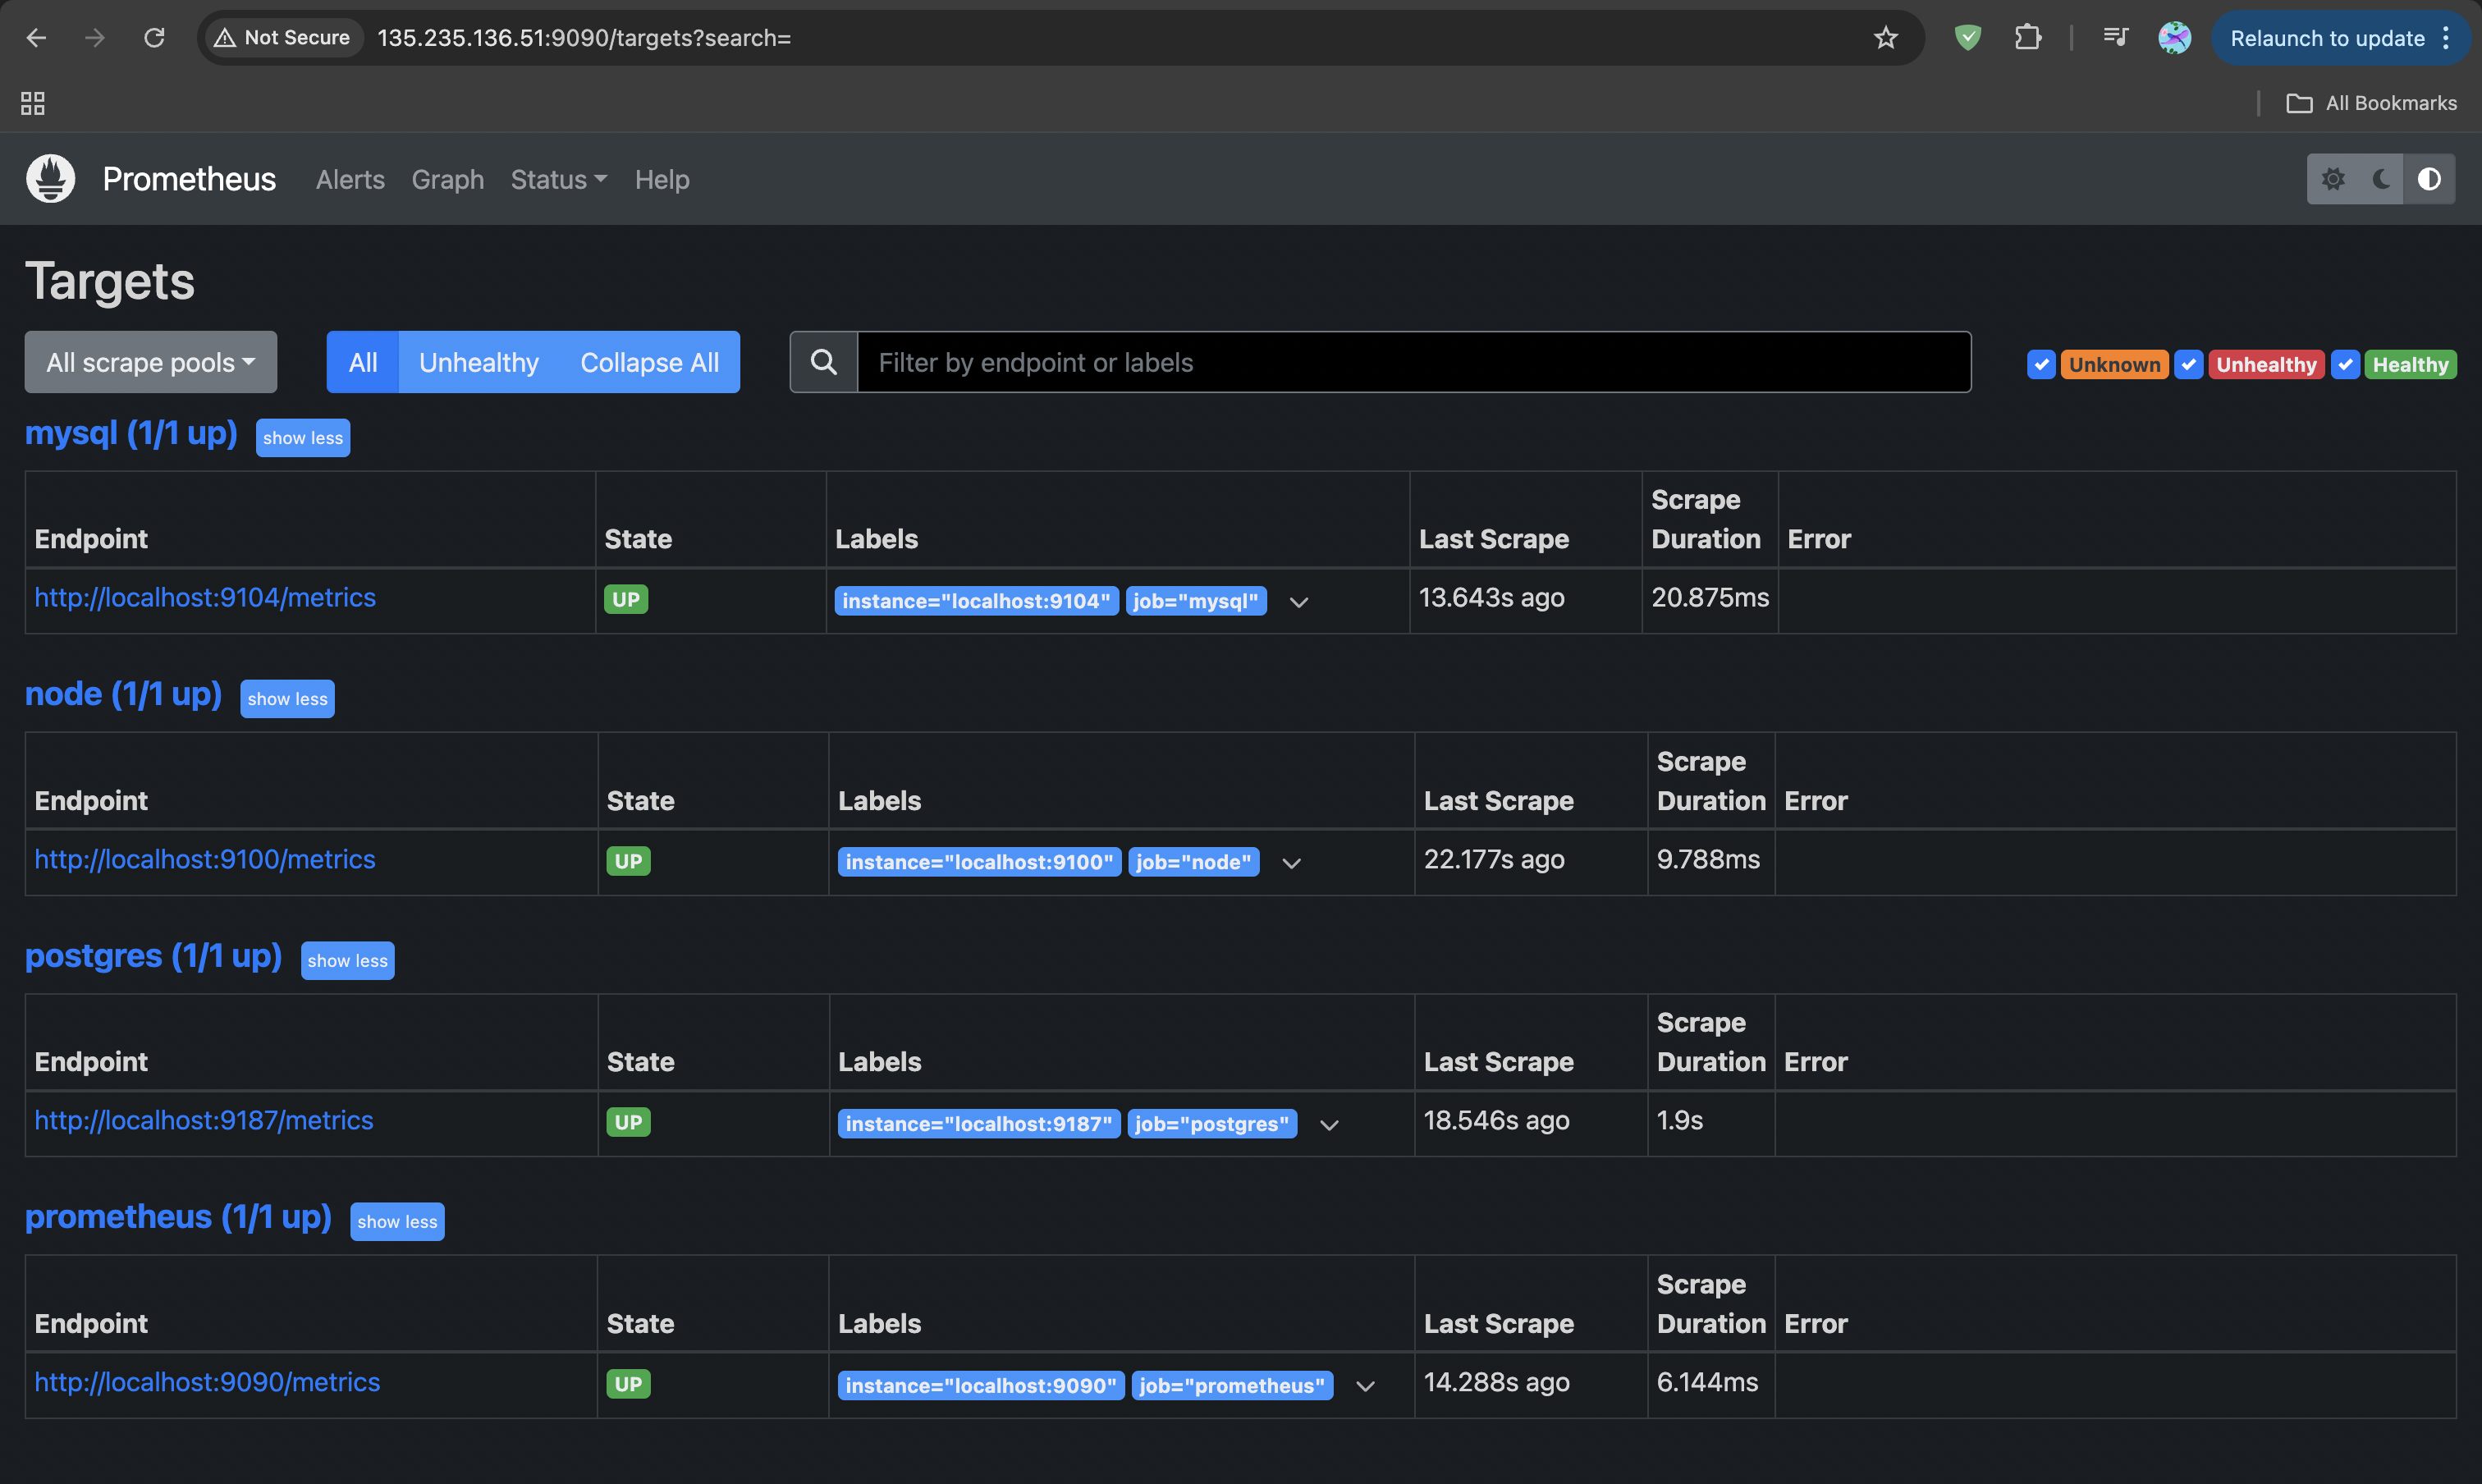 Not Secure 135.235.136.51:9090/targets?search= Relaunch to update
All Bookmarks
Prometheus Alerts Graph Status Help
Targets
All scrape pools All Unhealthy Collapse All Filter by endpoint or labels Unknown Unhealthy Healthy
mysql (1/1 up) show less
Endpoint State Labels Last Scrape Scrape Duration Error
http://localhost:9104/metrics UP instance="localhost:9104" job="mysql" 13.643s ago 20.875ms
node (1/1 up) show less
Endpoint State Labels Last Scrape Scrape Duration Error
http://localhost:9100/metrics UP instance="localhost:9100" job="node" 22.177s ago 9.788ms
postgres (1/1 up) show less
Endpoint State Labels Last Scrape Scrape Duration Error
http://localhost:9187/metrics UP instance="localhost:9187" job="postgres" 18.546s ago 1.9s
prometheus (1/1 up) show less
Endpoint State Labels Last Scrape Scrape Duration Error
http://localhost:9090/metrics UP instance="localhost:9090" job="prometheus" 14.288s ago 6.144ms